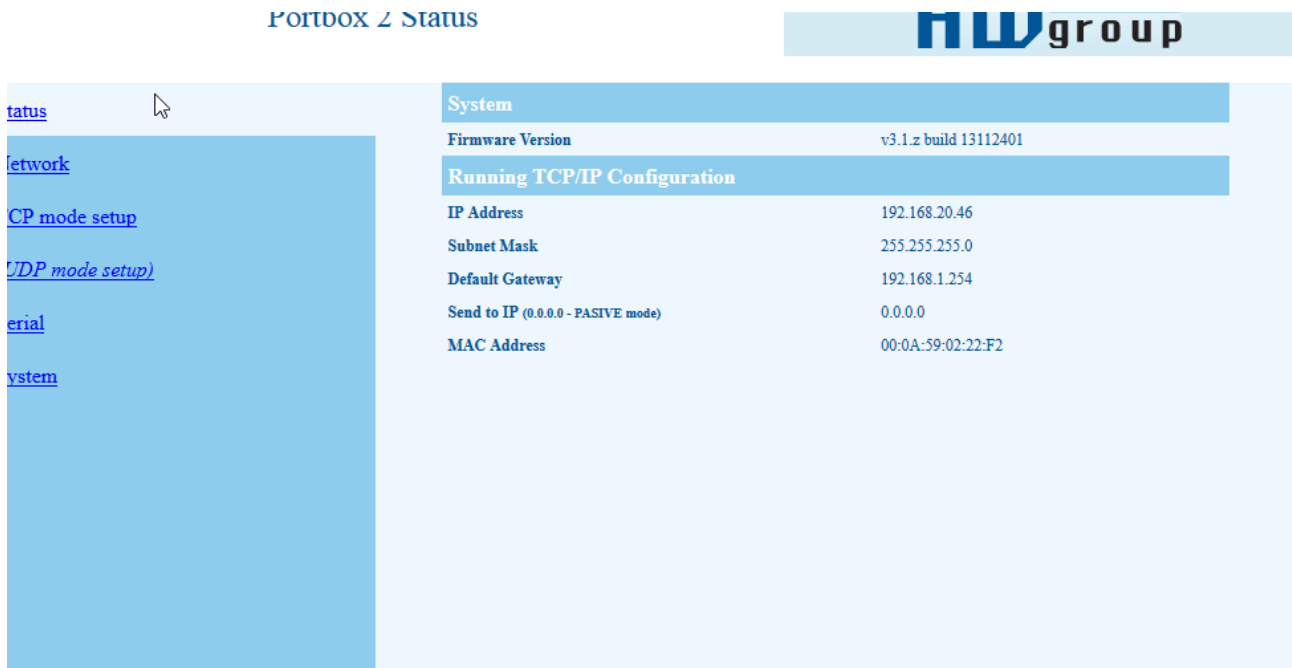 Portbox 2 Status
HWgroup
tatus
etwork
CP mode setup
UDP mode setup)
erial
ystem
System
Firmware Version v3.1.z build 13112401
Running TCP/IP Configuration
IP Address 192.168.20.46
Subnet Mask 255.255.255.0
Default Gateway 192.168.1.254
Send to IP (0.0.0.0 - PASIVE mode) 0.0.0.0
MAC Address 00:0A:59:02:22:F2